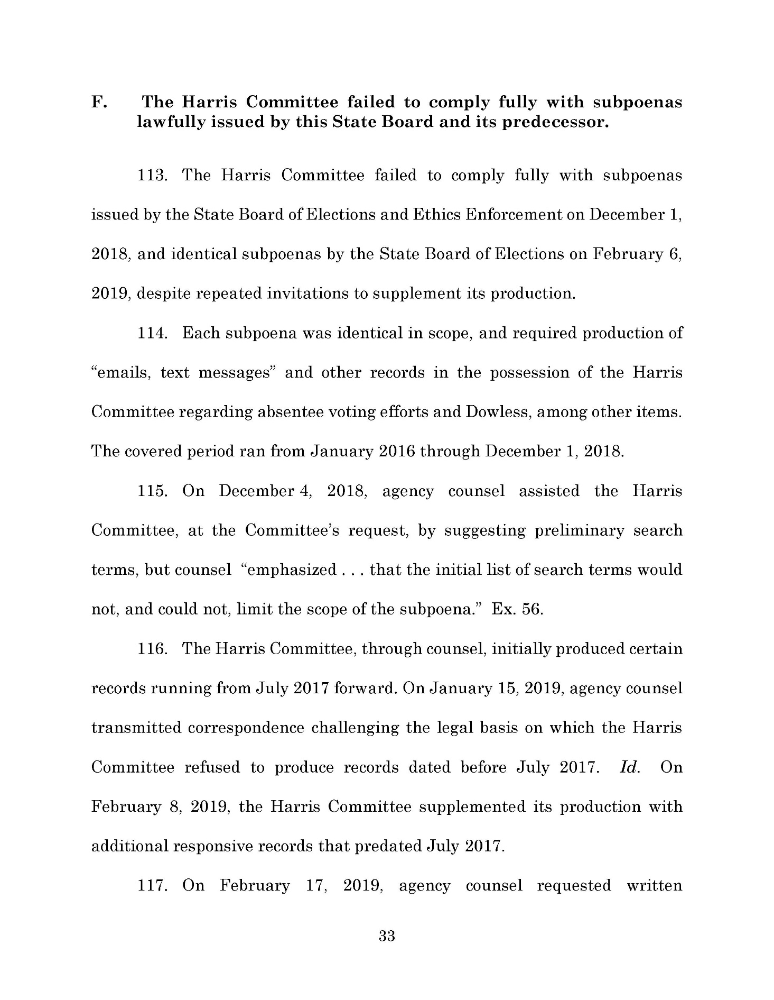 F. The Harris Committee failed to comply fully with subpoenas
lawfully issued by this State Board and its predecessor.
113. The Harris Committee failed to comply fully with subpoenas
issued by the State Board of Elections and Ethics Enforcement on December 1,
2018, and identical subpoenas by the State Board of Elections on February 6,
2019, despite repeated invitations to supplement its production.
114. Each subpoena was identical in scope, and required production of
“emails, text messages” and other records in the possession of the Harris
Committee regarding absentee voting efforts and Dowless, among other items.
The covered period ran from January 2016 through December 1, 2018.
115. On December 4, 2018, agency counsel assisted the Harris
Committee, at the Committee’s request, by suggesting preliminary search
terms, but counsel “emphasized . . . that the initial list of search terms would
not, and could not, limit the scope of the subpoena.” Ex. 56.
116. The Harris Committee, through counsel, initially produced certain
records running from July 2017 forward. On January 15, 2019, agency counsel
transmitted correspondence challenging the legal basis on which the Harris
Committee refused to produce records dated before July 2017. Id. On
February 8, 2019, the Harris Committee supplemented its production with
additional responsive records that predated July 2017.
117. On February 17, 2019, agency counsel requested written
33